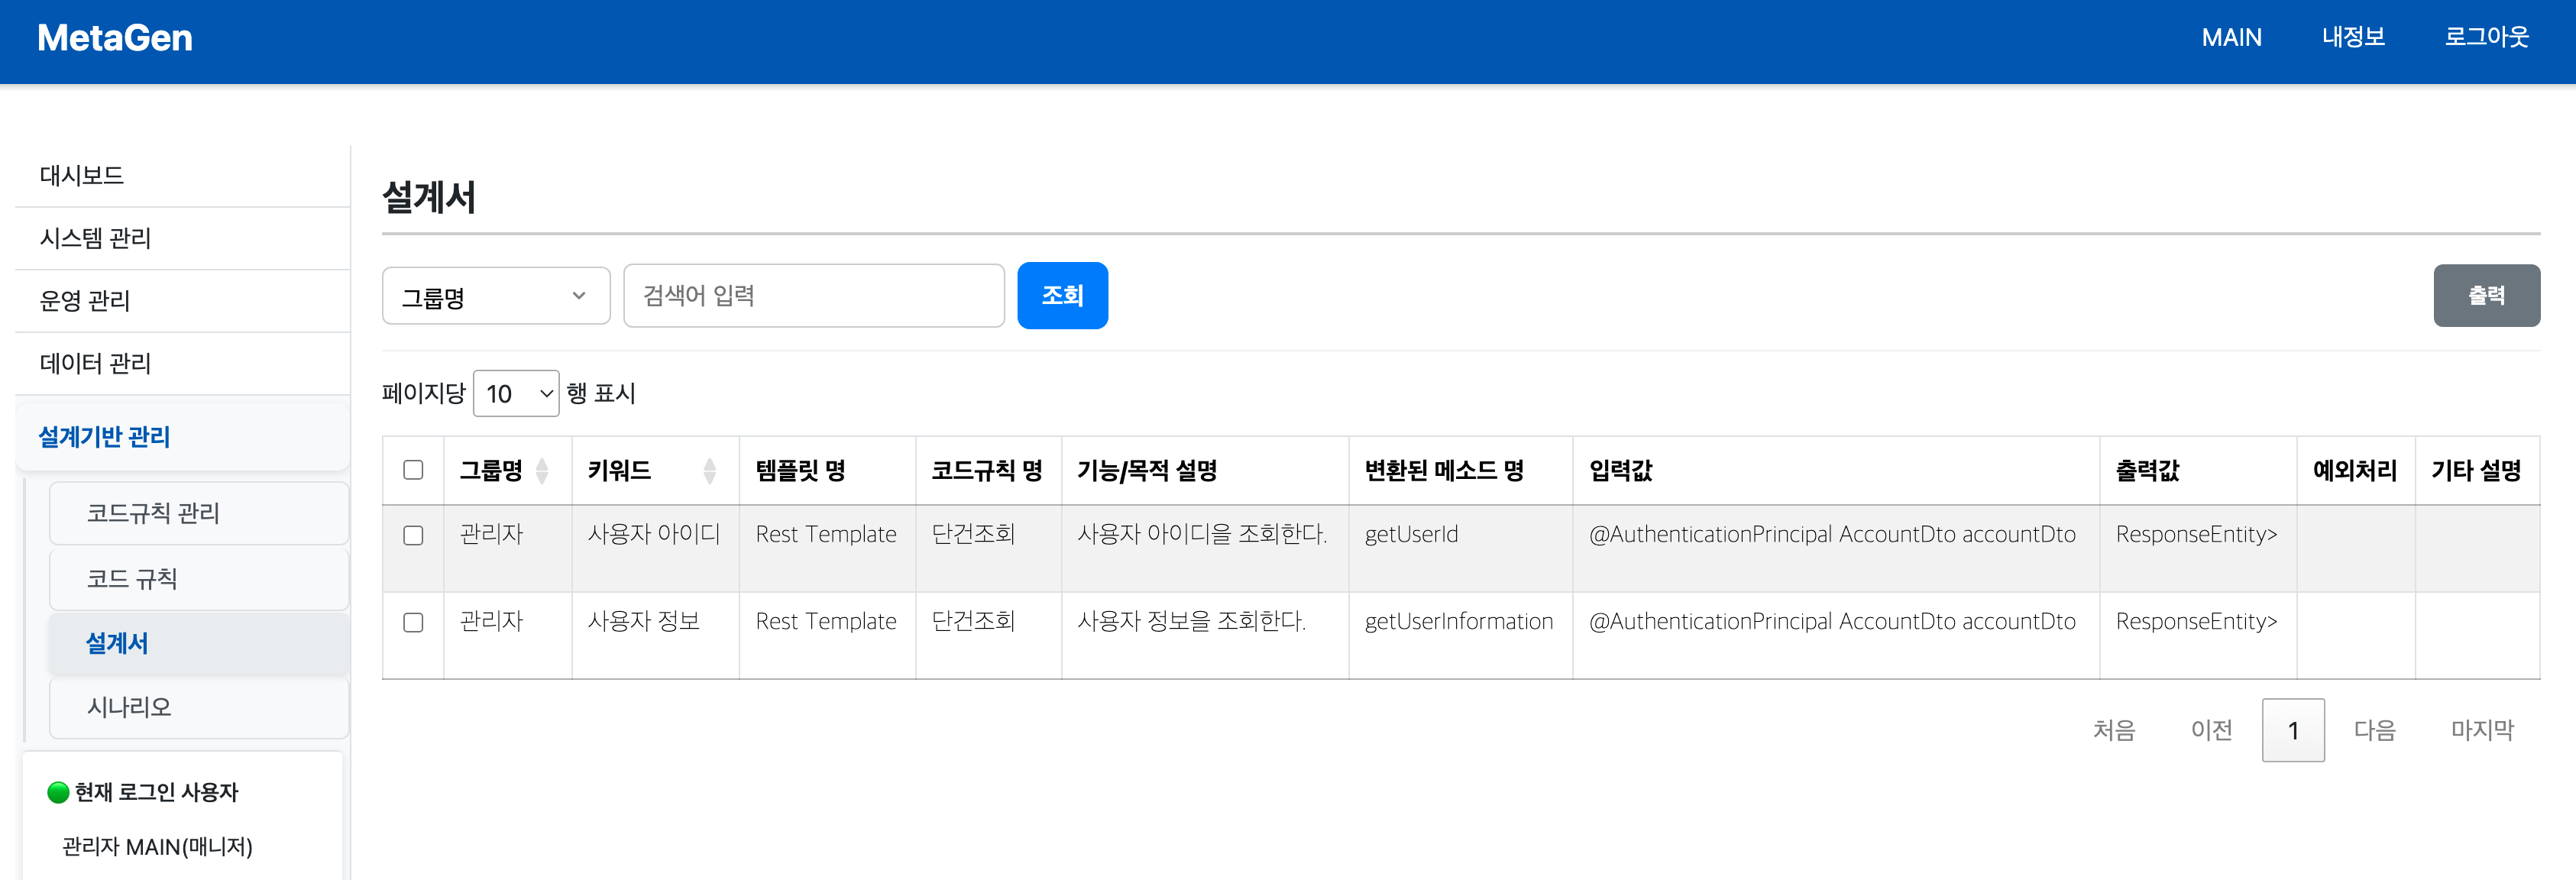 MetaGen
MAIN 내정보 로그아웃
대시보드
시스템 관리
운영 관리
데이터 관리
설계기반 관리
코드규칙 관리
코드 규칙
설계서
시나리오
현재 로그인 사용자
관리자 MAIN(매니저)
설계서
그룹명 검색어 입력 조회 출력
페이지당 10 행 표시
그룹명 키워드 템플릿 명 코드규칙 명 기능/목적 설명 변환된 메소드 명 입력값 출력값 예외처리 기타 설명
관리자 사용자 아이디 Rest Template 단건조회 사용자 아이디을 조회한다. getUserId @AuthenticationPrincipal AccountDto accountDto ResponseEntity>
관리자 사용자 정보 Rest Template 단건조회 사용자 정보을 조회한다. getUserInformation @AuthenticationPrincipal AccountDto accountDto ResponseEntity>
처음 이전 1 다음 마지막